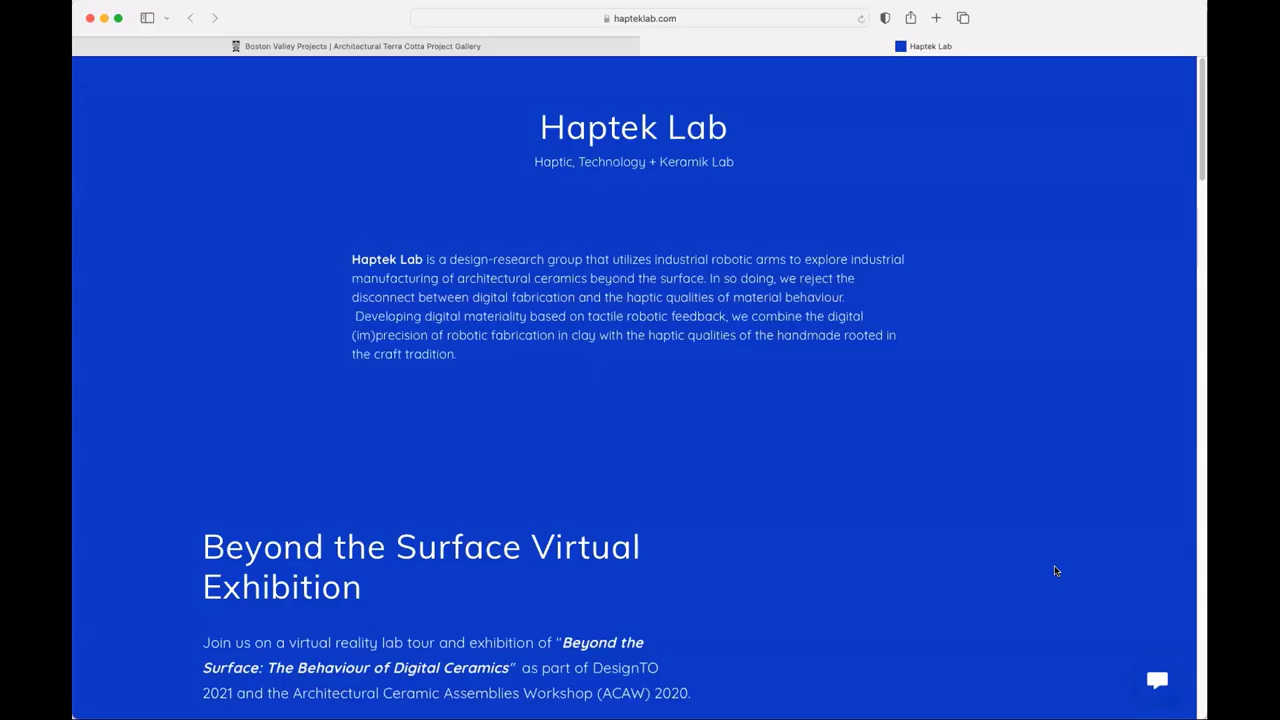 hapteklab.com
Boston Valley Projects | Architectural Terra Cotta Project Gallery
Haptek Lab
Haptek Lab
Haptic, Technology + Keramik Lab
Haptek Lab is a design-research group that utilizes industrial robotic arms to explore industrial
manufacturing of architectural ceramics beyond the surface. In so doing, we reject the
disconnect between digital fabrication and the haptic qualities of material behaviour.
Developing digital materiality based on tactile robotic feedback, we combine the digital
(im)precision of robotic fabrication in clay with the haptic qualities of the handmade rooted in
the craft tradition.
Beyond the Surface Virtual
Exhibition
Join us on a virtual reality lab tour and exhibition of "Beyond the
Surface: The Behaviour of Digital Ceramics" as part of DesignTO
2021 and the Architectural Ceramic Assemblies Workshop (ACAW) 2020.